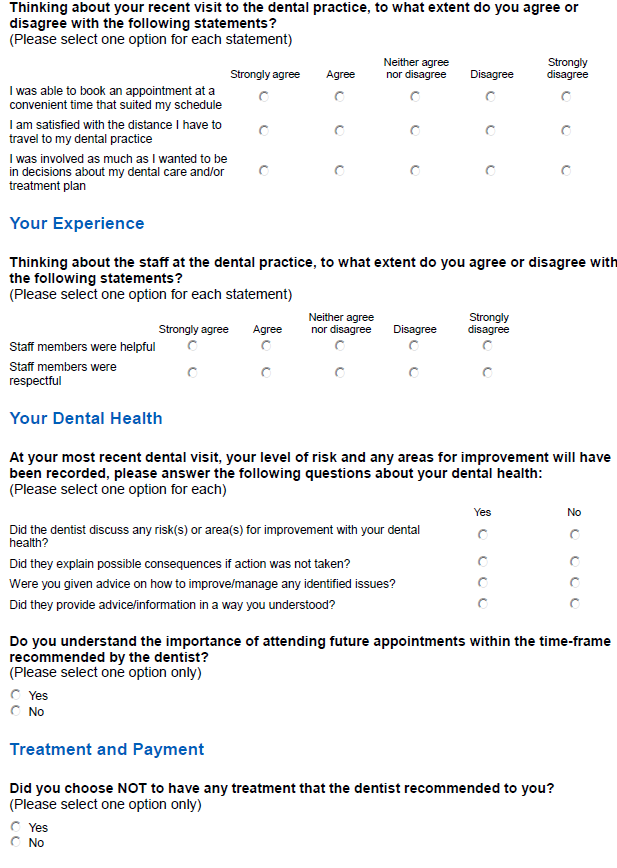 Thinking about your recent visit to the dental practice, to what extent do you agree or
disagree with the following statements?
(Please select one option for each statement)
Strongly agree Agree Neither agree nor disagree Disagree Strongly disagree
I was able to book an appointment at a
convenient time that suited my schedule
I am satisfied with the distance I have to
travel to my dental practice
I was involved as much as I wanted to be
in decisions about my dental care and/or
treatment plan
Your Experience
Thinking about the staff at the dental practice, to what extent do you agree or disagree with
the following statements?
(Please select one option for each statement)
Strongly agree Agree Neither agree nor disagree Disagree Strongly disagree
Staff members were helpful
Staff members were
respectful
Your Dental Health
At your most recent dental visit, your level of risk and any areas for improvement will have
been recorded, please answer the following questions about your dental health:
(Please select one option for each)
Yes No
Did the dentist discuss any risk(s) or area(s) for improvement with your dental
health?
Did they explain possible consequences if action was not taken?
Were you given advice on how to improve/manage any identified issues?
Did they provide advice/information in a way you understood?
Do you understand the importance of attending future appointments within the time-frame
recommended by the dentist?
(Please select one option only)
Yes
No
Treatment and Payment
Did you choose NOT to have any treatment that the dentist recommended to you?
(Please select one option only)
Yes
No